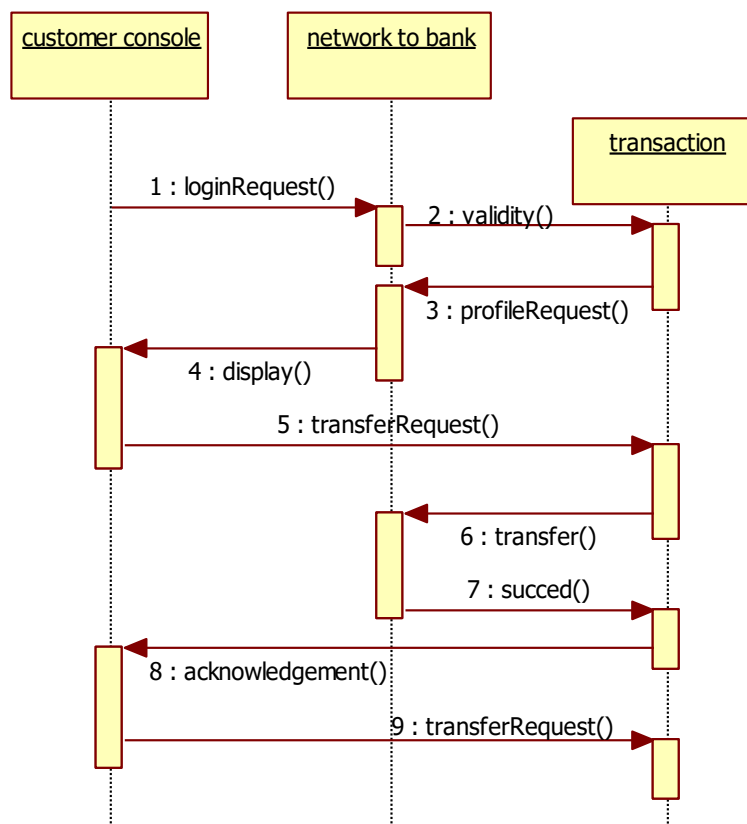 customer console
network to bank
transaction
1 : loginRequest()
2 : validity()
3 : profileRequest()
4 : display()
5 : transferRequest()
6 : transfer()
7 : succed()
8 : acknowledgement()
9 : transferRequest()